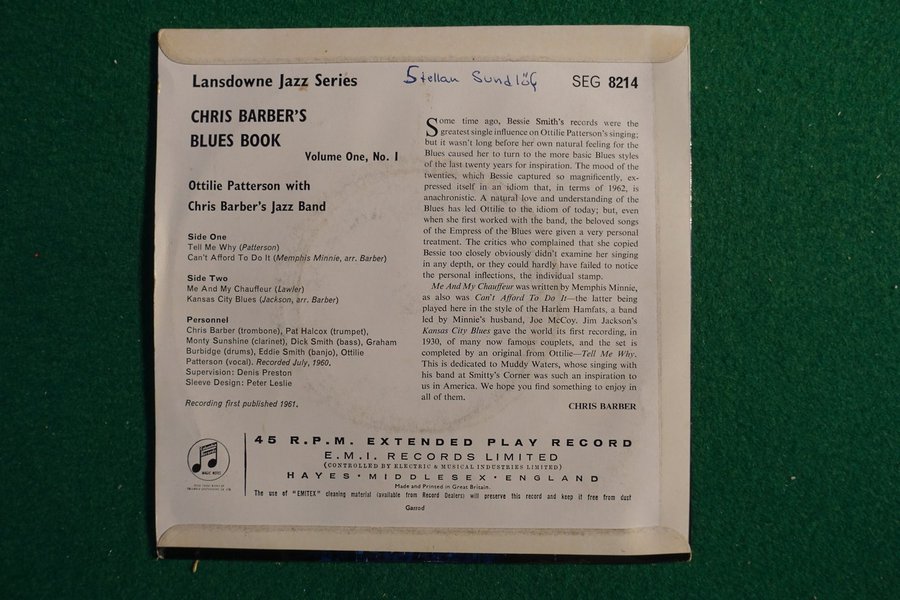 Lansdowne Jazz Series
Stellan Sundlöf
SEG 8214
CHRIS BARBER'S
BLUES BOOK
Volume One, No. 1
Ottilie Patterson with
Chris Barber's Jazz Band
Side One
Tell Me Why (Patterson)
Can't Afford To Do It (Memphis Minnie, arr. Barber)
Side Two
Me And My Chauffeur (Lawler)
Kansas City Blues (Jackson, arr. Barber)
Personnel
Chris Barber (trombone), Pat Halcox (trumpet),
Monty Sunshine (clarinet), Dick Smith (bass), Graham
Burbidge (drums), Eddie Smith (banjo), Ottilie
Patterson (vocal). Recorded July, 1960.
Supervision: Denis Preston
Sleeve Design: Peter Leslie
Recording first published 1961.
Some time ago, Bessie Smith's records were the
greatest single influence on Ottilie Patterson's singing;
but it wasn't long before her own natural feeling for the
Blues caused her to turn to the more basic Blues styles
of the last twenty years for inspiration. The mood of the
twenties, which Bessie captured so magnificently, ex-
pressed itself in an idiom that, in terms of 1962, is
anachronistic. A natural love and understanding of the
Blues has led Ottilie to the idiom of today; but, even
when she first worked with the band, the beloved songs
of the Empress of the Blues were given a very personal
treatment. The critics who complained that she copied
Bessie too closely obviously didn't examine her singing
in any depth, or they could hardly have failed to notice
the personal inflections, the individual stamp.
Me And My Chauffeur was written by Memphis Minnie,
as also was Can't Afford To Do It—the latter being
played here in the style of the Harlem Hamfats, a band
led by Minnie's husband, Joe McCoy. Jim Jackson's
Kansas City Blues gave the world its first recording, in
1930, of many now famous couplets, and the set is
completed by an original from Ottilie—Tell Me Why.
This is dedicated to Muddy Waters, whose singing with
his band at Smitty's Corner was such an inspiration to
us in America. We hope you find something to enjoy in
all of them.
CHRIS BARBER
MAGIC NOTES
45 R.P.M. EXTENDED PLAY RECORD
E.M.I. RECORDS LIMITED
(CONTROLLED BY ELECTRIC & MUSICAL INDUSTRIES LIMITED)
HAYES · MIDDLESEX · ENGLAND
Made and Printed in Great Britain.
The use of "EMITEX" cleaning material (available from Record Dealers) will preserve this record and keep it free from dust
Garrod